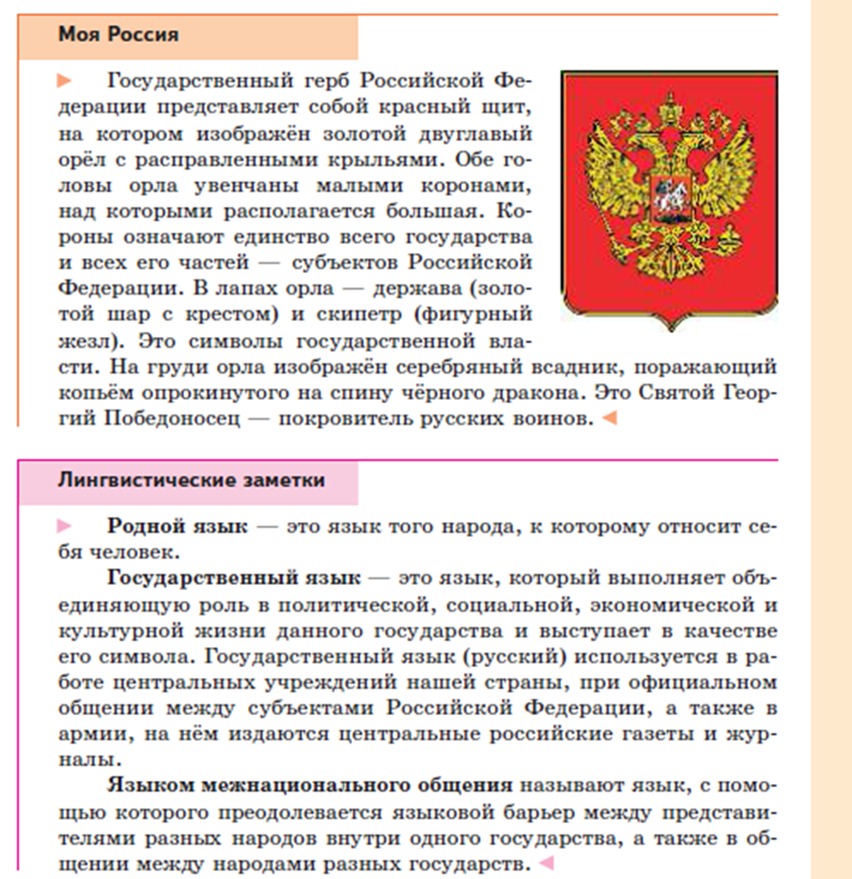 Моя Россия
Государственный герб Российской Фе-
дерации представляет собой красный щит,
на котором изображён золотой двуглавый
орёл с расправленными крыльями. Обе го-
ловы орла увенчаны малыми коронами,
над которыми располагается большая. Ко-
роны означают единство всего государства
и всех его частей — субъектов Российской
Федерации. В лапах орла — держава (золо-
той шар с крестом) и скипетр (фигурный
жезл). Это символы государственной вла-
сти. На груди орла изображён серебряный всадник, поражающий
копьём опрокинутого на спину чёрного дракона. Это Святой Геор-
гий Победоносец — покровитель русских воинов.
Лингвистические заметки
Родной язык — это язык того народа, к которому относит се-
бя человек.
Государственный язык — это язык, который выполняет объ-
единяющую роль в политической, социальной, экономической и
культурной жизни данного государства и выступает в качестве
его символа. Государственный язык (русский) используется в ра-
боте центральных учреждений нашей страны, при официальном
общении между субъектами Российской Федерации, а также в
армии, на нём издаются центральные российские газеты и жур-
налы.
Языком межнационального общения называют язык, с помо-
щью которого преодолевается языковой барьер между представи-
телями разных народов внутри одного государства, а также в об-
щении между народами разных государств.